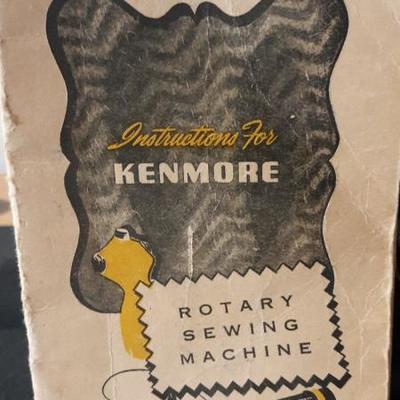 Instructions For
KENMORE
ROTARY
SEWING
MACHINE